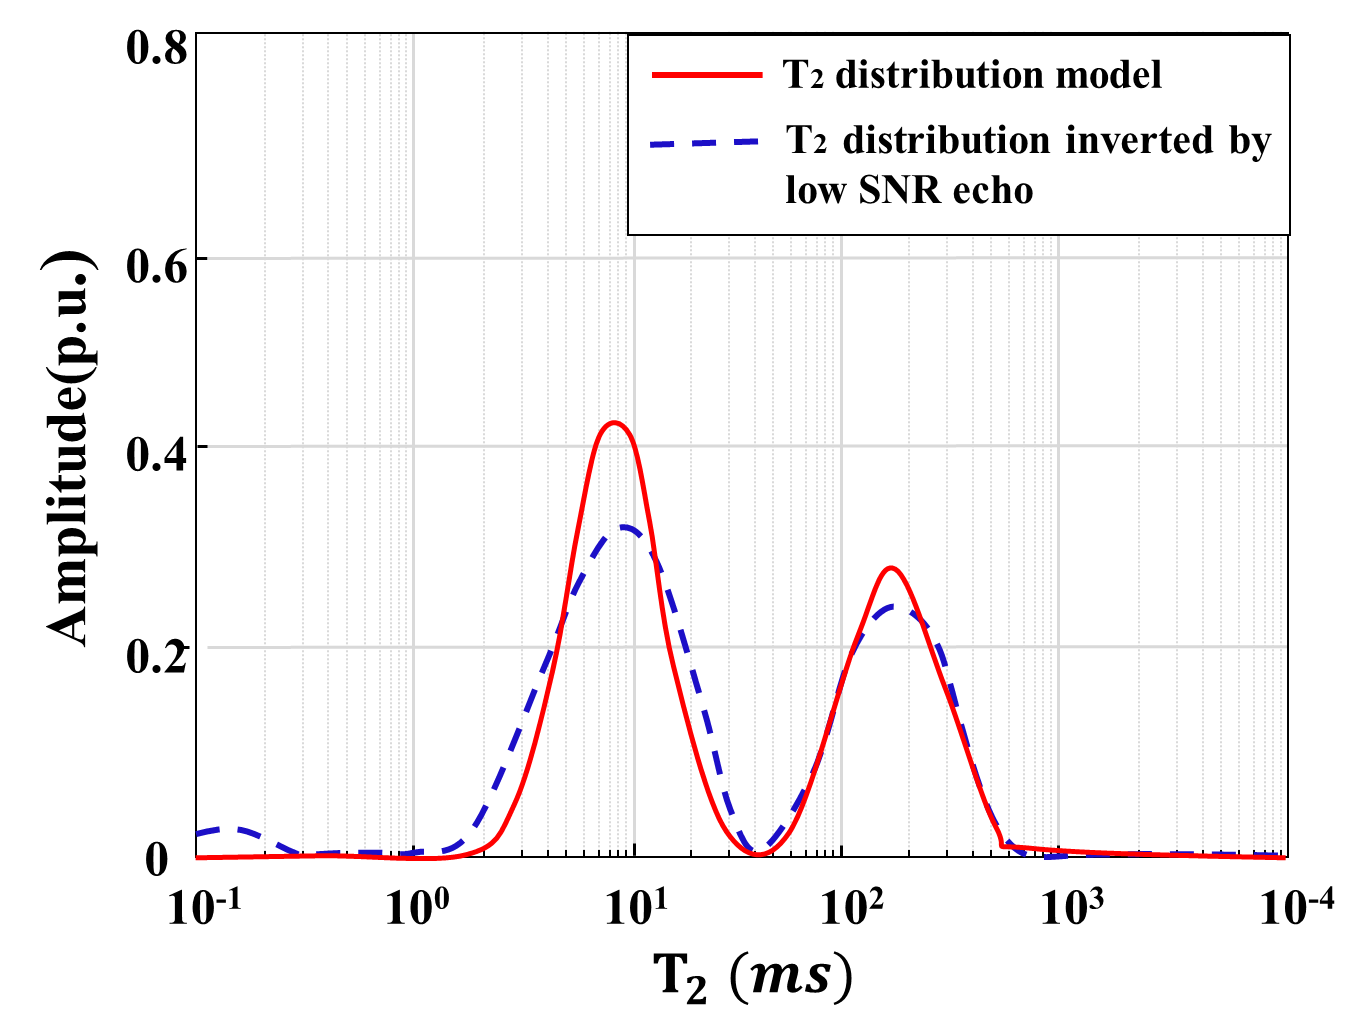 0.8
T₂ distribution model
T₂ distribution inverted by
low SNR echo
0.6
Amplitude(p.u.)
0.4
0.2
0
10⁻¹ 10⁰ 10¹ 10² 10³ 10⁻⁴
T₂ (ms)